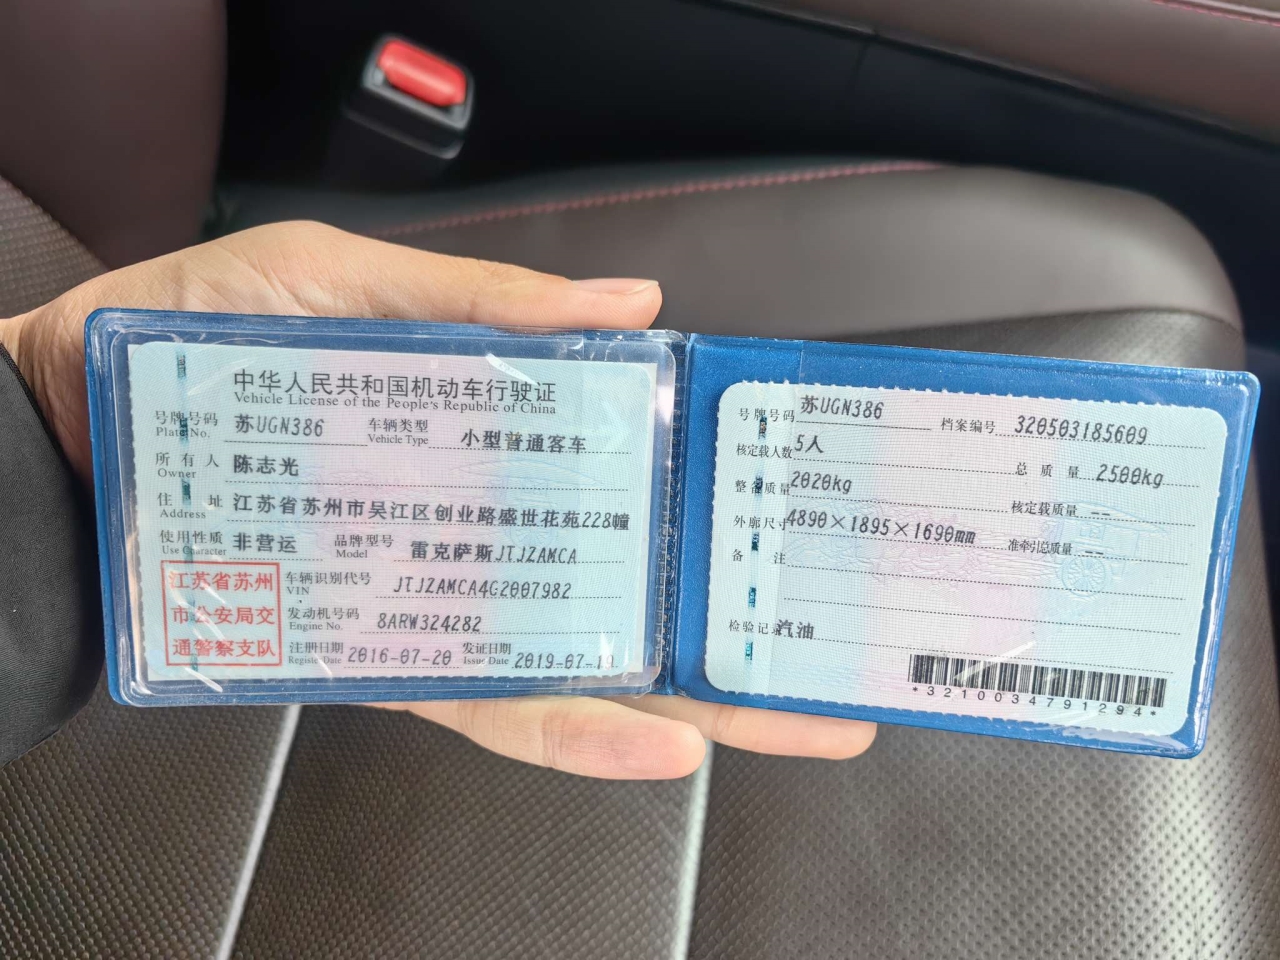 中华人民共和国机动车行驶证
Vehicle License of the People's Republic of China
号牌号码 苏UGN386 车辆类型 小型普通客车
Plate No. Vehicle Type
所有人 陈志光
Owner
住址 江苏省苏州市吴江区创业路盛世花苑228幢
Address
使用性质 非营运 品牌型号 雷克萨斯JTJZAMCA
Use Character Model
江苏省苏州
市公安局交
通警察支队
车辆识别代号 JTJZAMCA4G2007982
VIN
发动机号码 8ARW324282
Engine No.
注册日期 2016-07-20 发证日期 2019-07-19
Register Date Issue Date
号牌号码 苏UGN386 档案编号 320503185609
核定载人数 5人 总质量 2500kg
整备质量 2020kg 核定载质量 --
外廓尺寸 4890×1895×1690mm 准牵引总质量 --
备注
检验记录 汽油
*3210034791294*